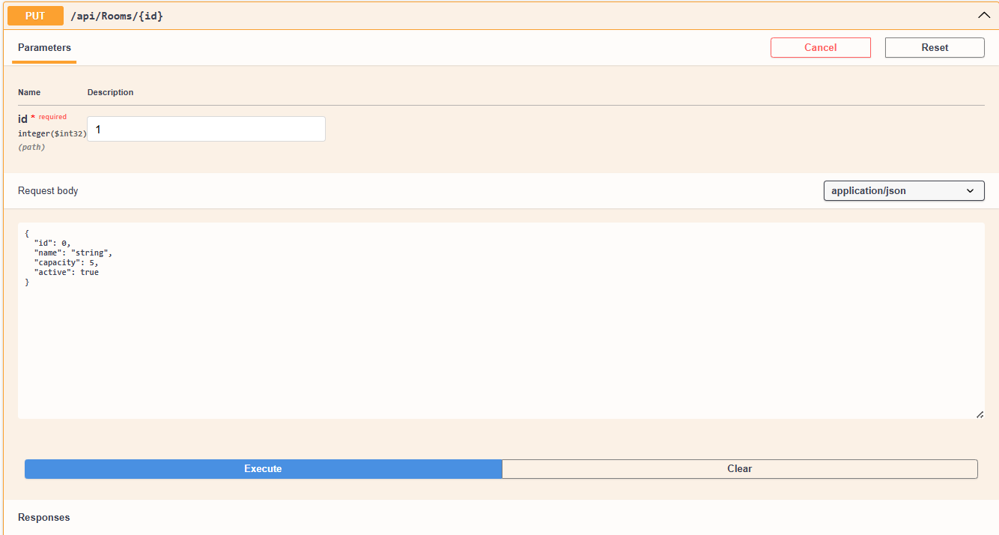 PUT /api/Rooms/{id}
Parameters Cancel Reset
Name Description
id * required
integer($int32) 1
(path)
Request body application/json
{
  "id": 0,
  "name": "string",
  "capacity": 5,
  "active": true
}
Execute Clear
Responses